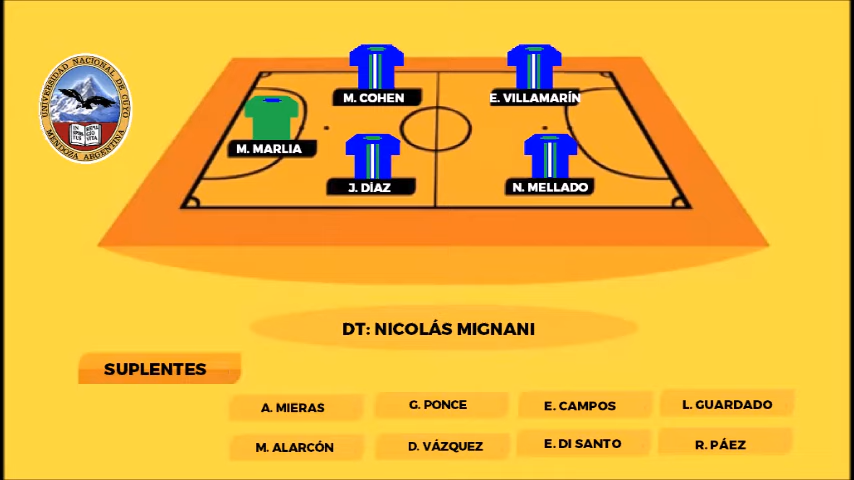 UNIVERSIDAD NACIONAL DE CUYO
MENDOZA ARGENTINA
M. COHEN
E. VILLAMARÍN
M. MARLIA
J. DÍAZ
N. MELLADO
DT: NICOLÁS MIGNANI
SUPLENTES
A. MIERAS
G. PONCE
E. CAMPOS
L. GUARDADO
M. ALARCÓN
D. VÁZQUEZ
E. DI SANTO
R. PÁEZ